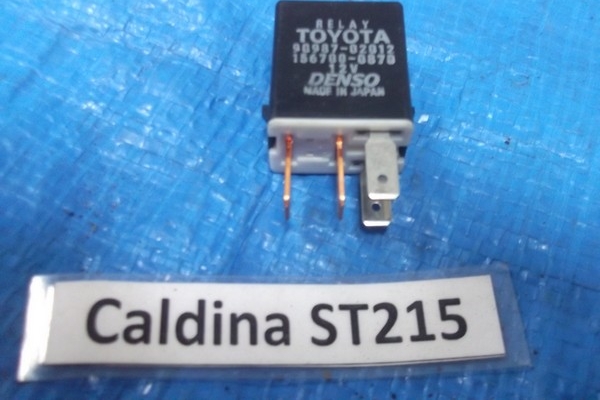 RELAY
TOYOTA
90987-02012
156700-0870
12V
DENSO
MADE IN JAPAN
Caldina ST215